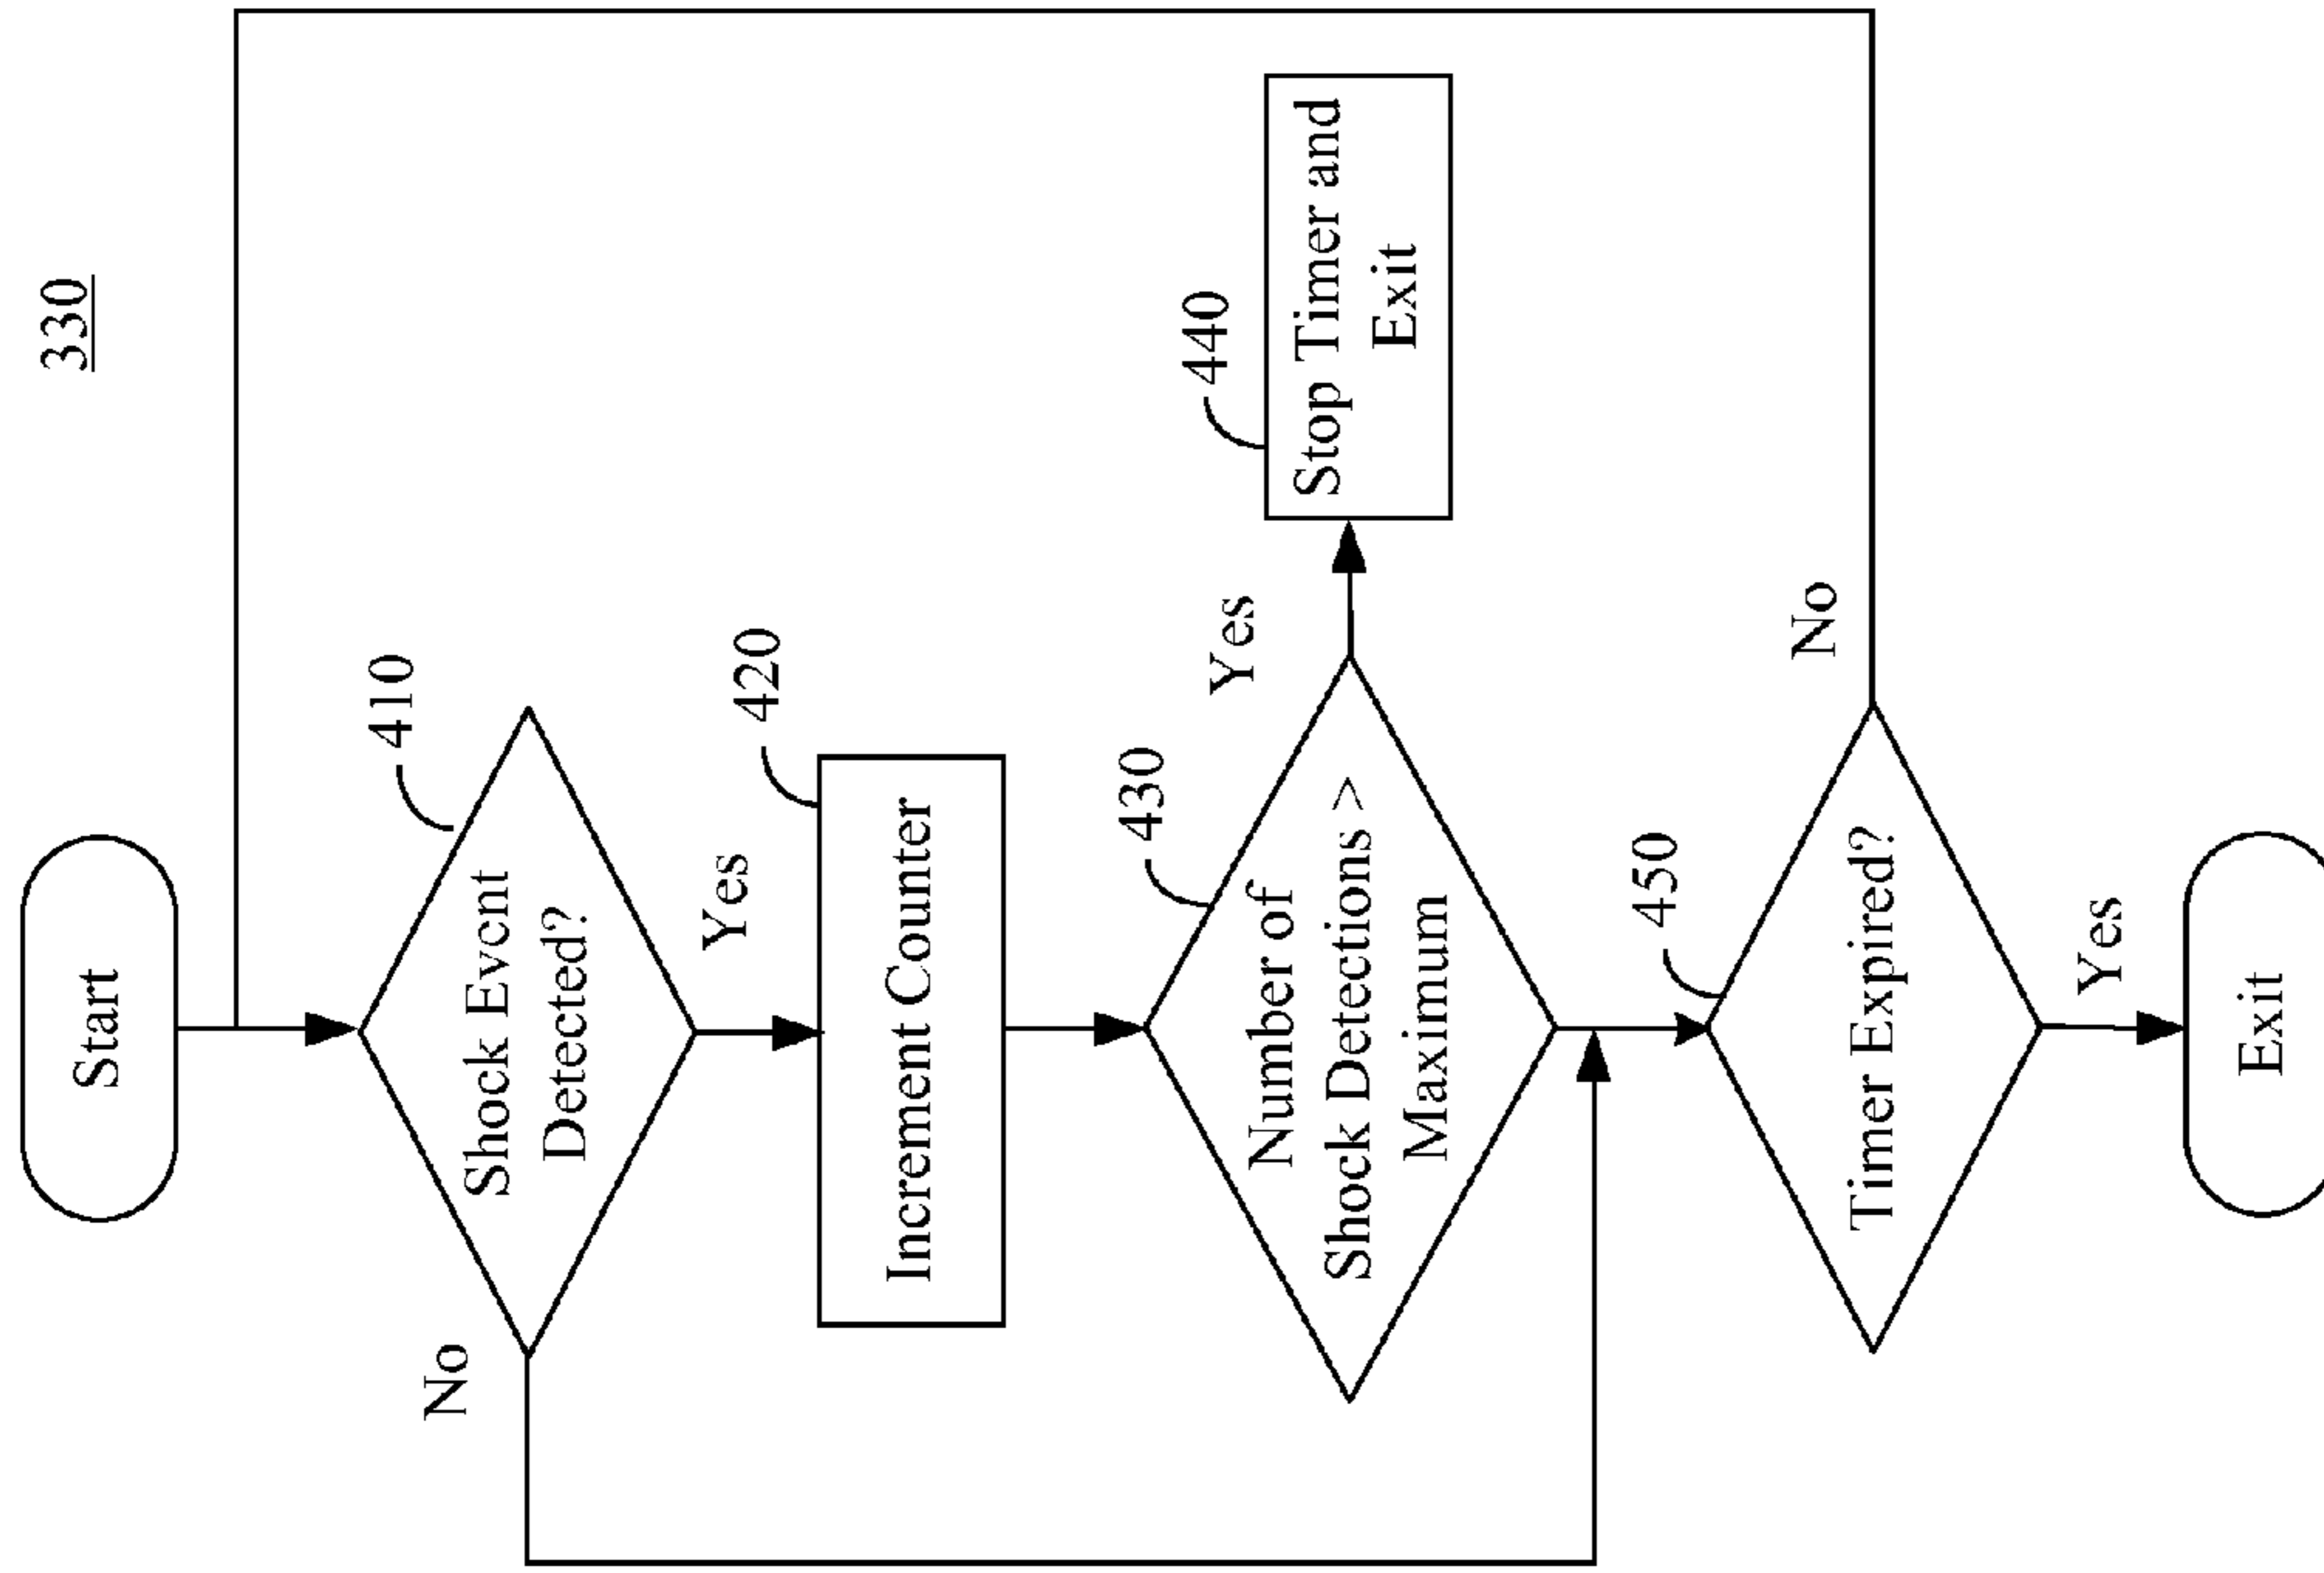 330
Start
410
Shock Event
Detected?
No
Yes
420
Increment Counter
430
Number of
Shock Detections >
Maximum
Yes
440
Stop Timer and
Exit
450
Timer Expired?
No
Yes
Exit